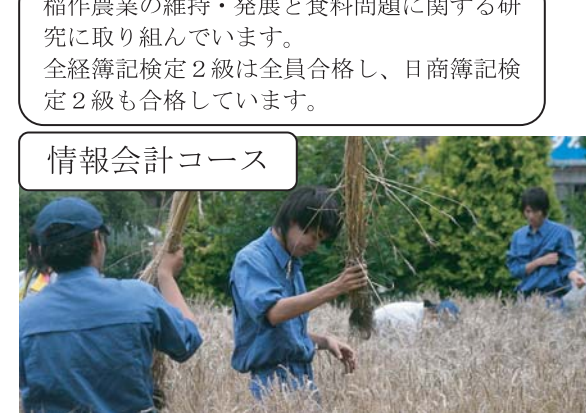 稲作農業の維持・発展と食料問題に関する研
究に取り組んでいます。
全経簿記検定２級は全員合格し、日商簿記検
定２級も合格しています。
情報会計コース